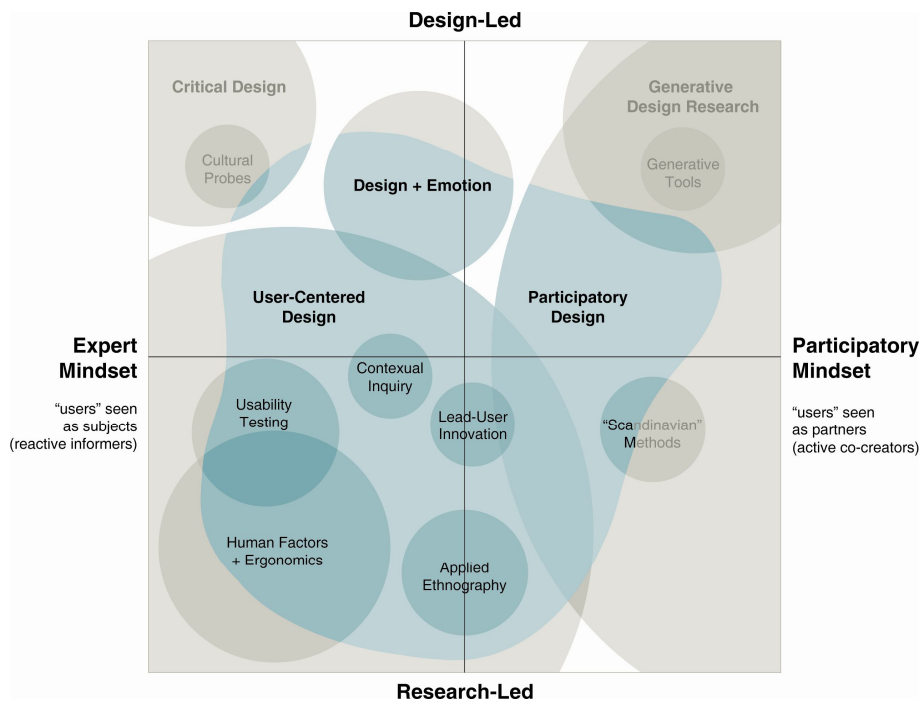 Design-Led
Critical Design
Cultural
Probes
Generative
Design Research
Generative
Tools
Design + Emotion
User-Centered
Design
Participatory
Design
Expert
Mindset
“users” seen
as subjects
(reactive informers)
Participatory
Mindset
“users” seen
as partners
(active co-creators)
Contexual
Inquiry
Usability
Testing
Lead-User
Innovation
“Scandinavian”
Methods
Human Factors
+ Ergonomics
Applied
Ethnography
Research-Led